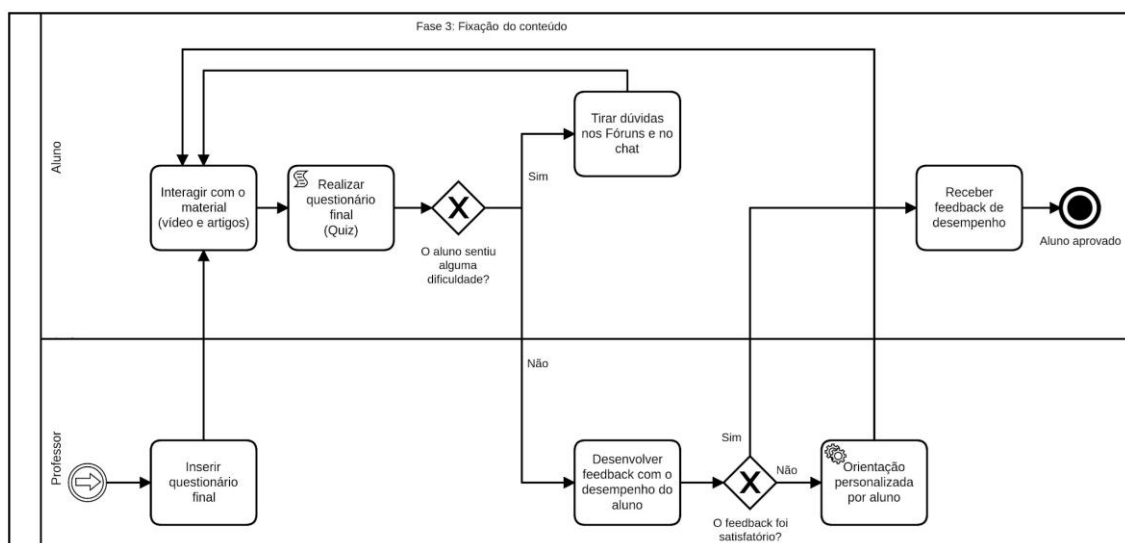 Fase 3: Fixação do conteúdo
Aluno
Interagir com o
material
(vídeo e artigos)
Realizar
questionário
final
(Quiz)
O aluno sentiu
alguma
dificuldade?
Sim
Tirar dúvidas
nos Fóruns e no
chat
Receber
feedback de
desempenho
Aluno aprovado
Não
Professor
Inserir
questionário
final
Desenvolver
feedback com o
desempenho do
aluno
Sim
O feedback foi
satisfatório?
Não
Orientação
personalizada
por aluno